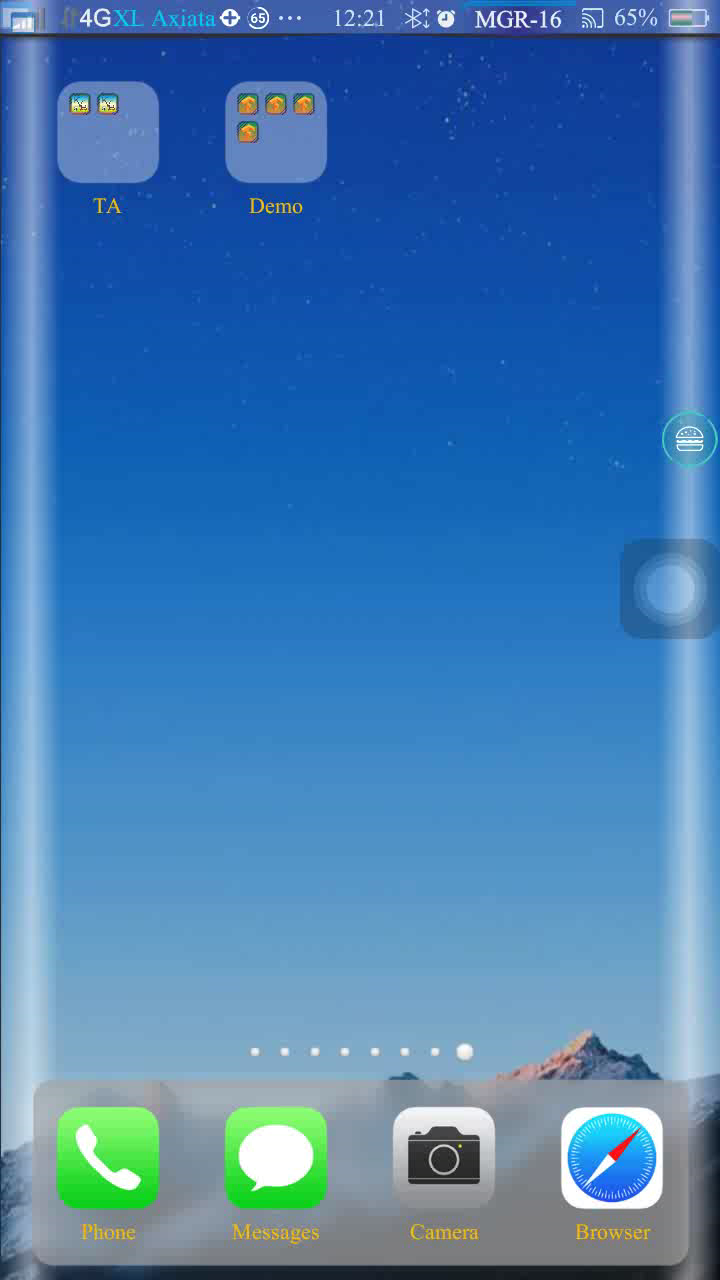 4G XL Axiata 65 ... 12:21 MGR-16 65%
TA Demo
Phone Messages Camera Browser